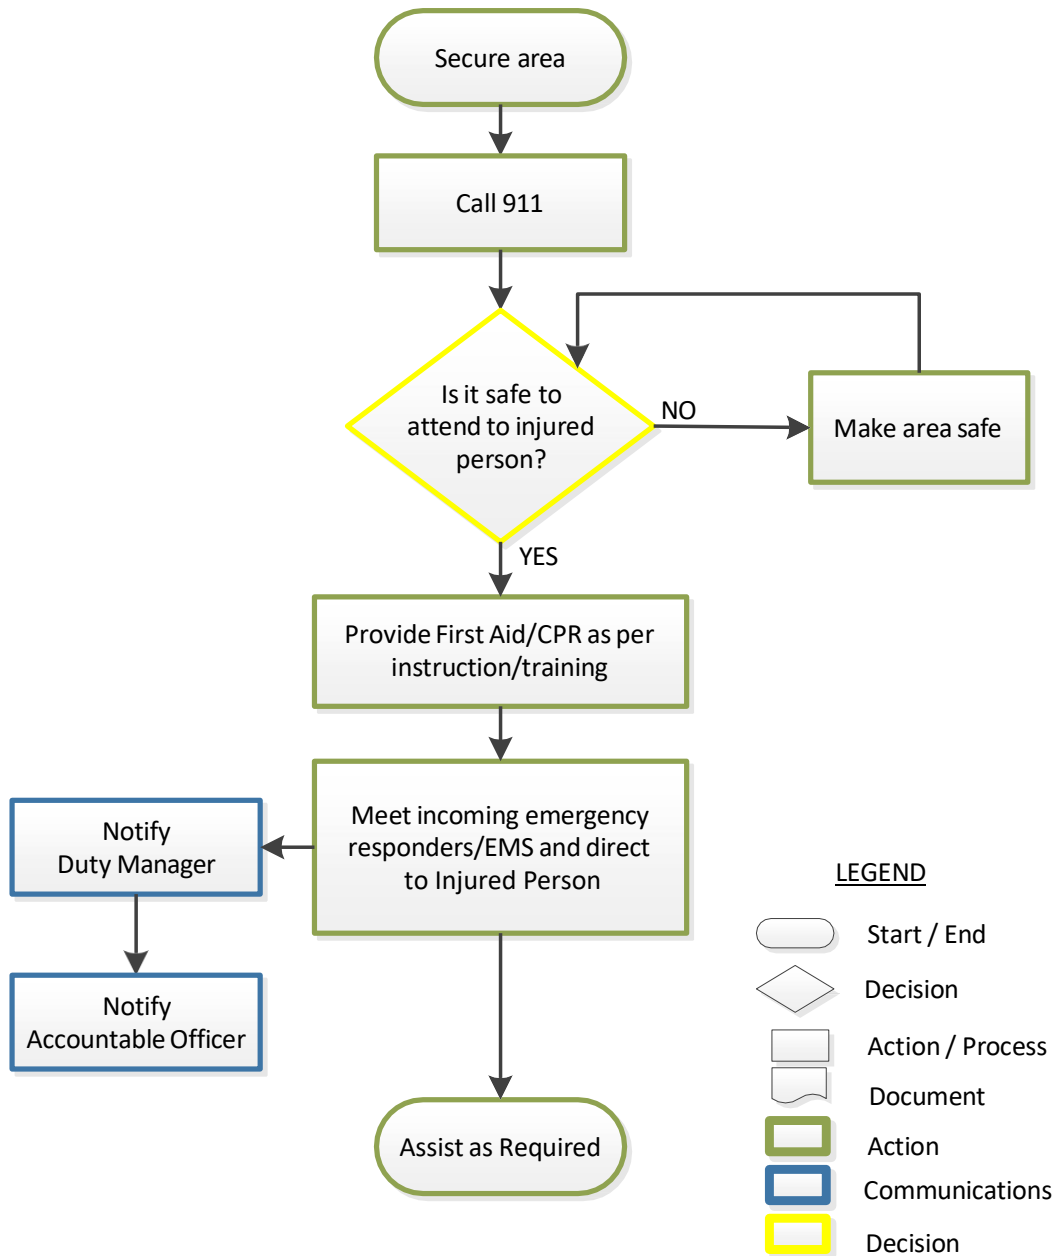 Secure area
Call 911
Is it safe to
attend to injured
person?
NO
Make area safe
YES
Provide First Aid/CPR as per
instruction/training
Meet incoming emergency
responders/EMS and direct
to Injured Person
Notify
Duty Manager
Notify
Accountable Officer
Assist as Required
LEGEND
Start / End
Decision
Action / Process
Document
Action
Communications
Decision